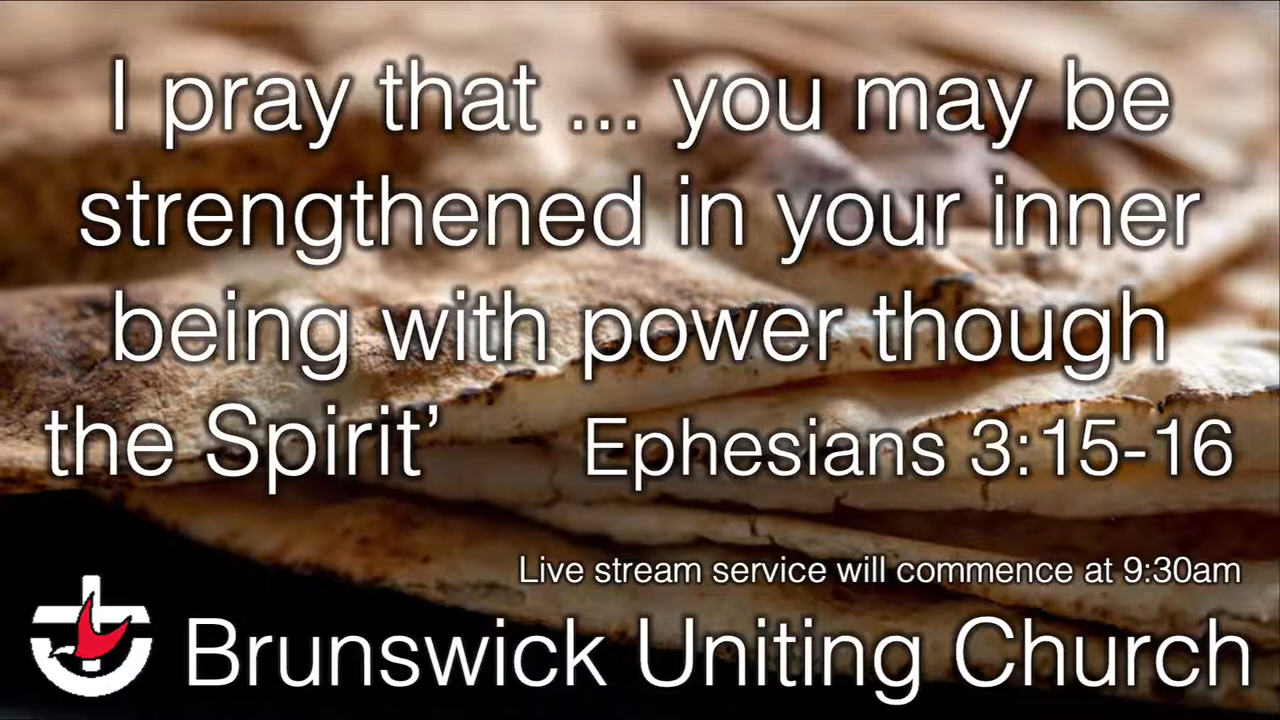 I pray that ... you may be
strengthened in your inner
being with power though
the Spirit’ Ephesians 3:15-16
Live stream service will commence at 9:30am
Brunswick Uniting Church